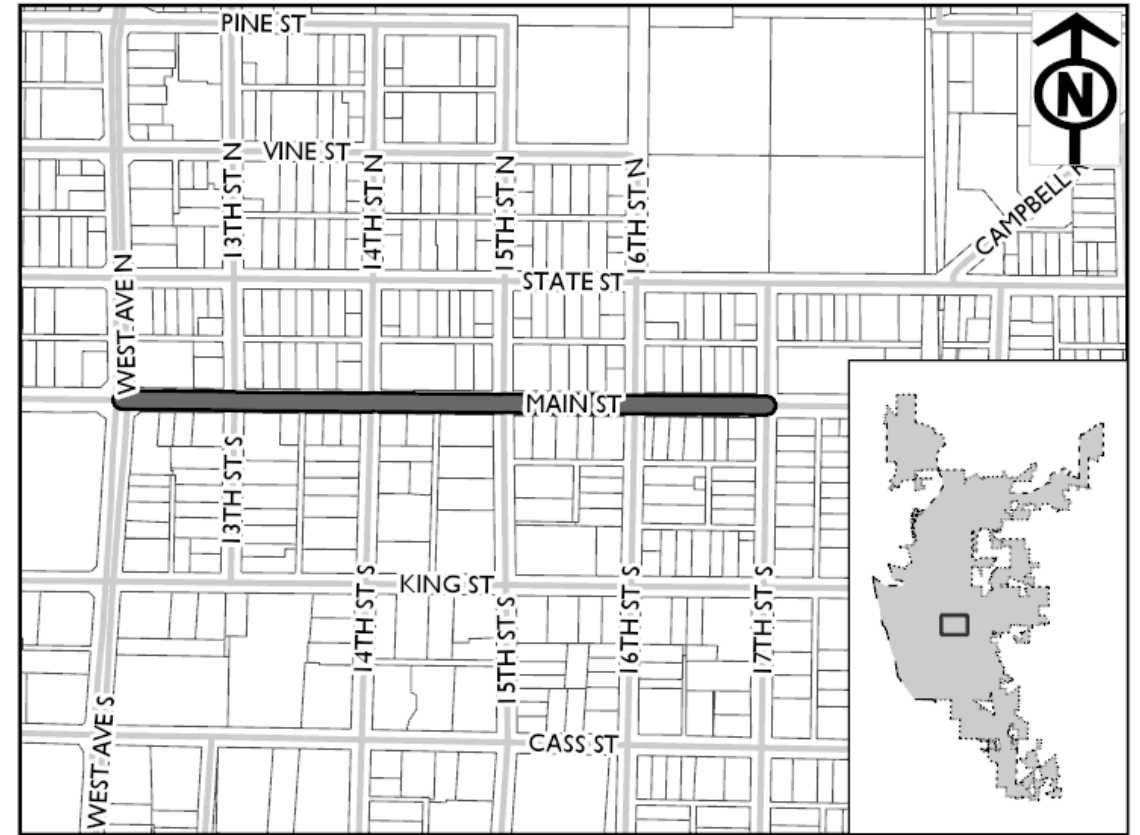 PINE ST
N
VINE ST
13TH ST N
14TH ST N
15TH ST N
16TH ST N
CAMPBELL
WEST AVE N
STATE ST
MAIN ST
13TH ST S
KING ST
14TH ST S
15TH ST S
16TH ST S
17TH ST S
WEST AVE S
CASS ST